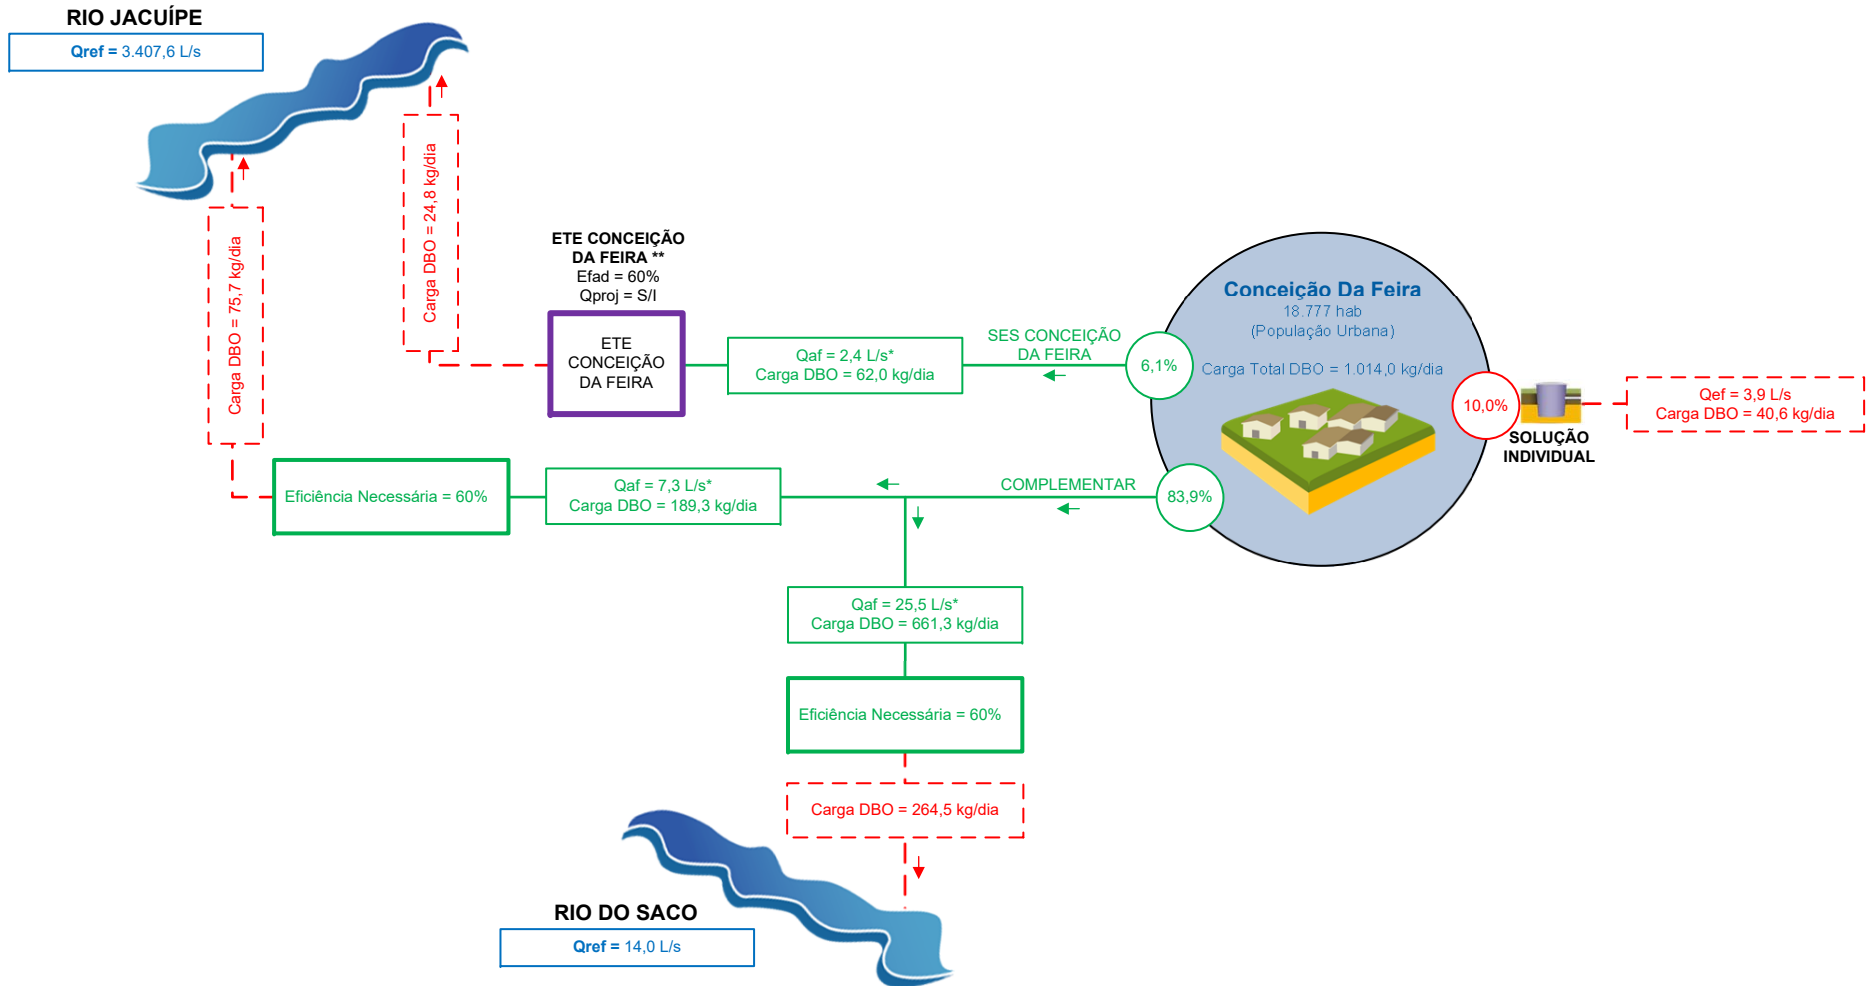 RIO JACUÍPE
Qref = 3.407,6 L/s
Carga DBO = 24,8 kg/dia
Carga DBO = 75,7 kg/dia
ETE CONCEIÇÃO
DA FEIRA **
Efad = 60%
Qproj = S/I
ETE
CONCEIÇÃO
DA FEIRA
Qaf = 2,4 L/s*
Carga DBO = 62,0 kg/dia
SES CONCEIÇÃO
DA FEIRA
6,1%
Conceição Da Feira
18.777 hab
(População Urbana)
Carga Total DBO = 1.014,0 kg/dia
10,0%
SOLUÇÃO
INDIVIDUAL
Qef = 3,9 L/s
Carga DBO = 40,6 kg/dia
Eficiência Necessária = 60%
Qaf = 7,3 L/s*
Carga DBO = 189,3 kg/dia
COMPLEMENTAR
83,9%
Qaf = 25,5 L/s*
Carga DBO = 661,3 kg/dia
Eficiência Necessária = 60%
Carga DBO = 264,5 kg/dia
RIO DO SACO
Qref = 14,0 L/s